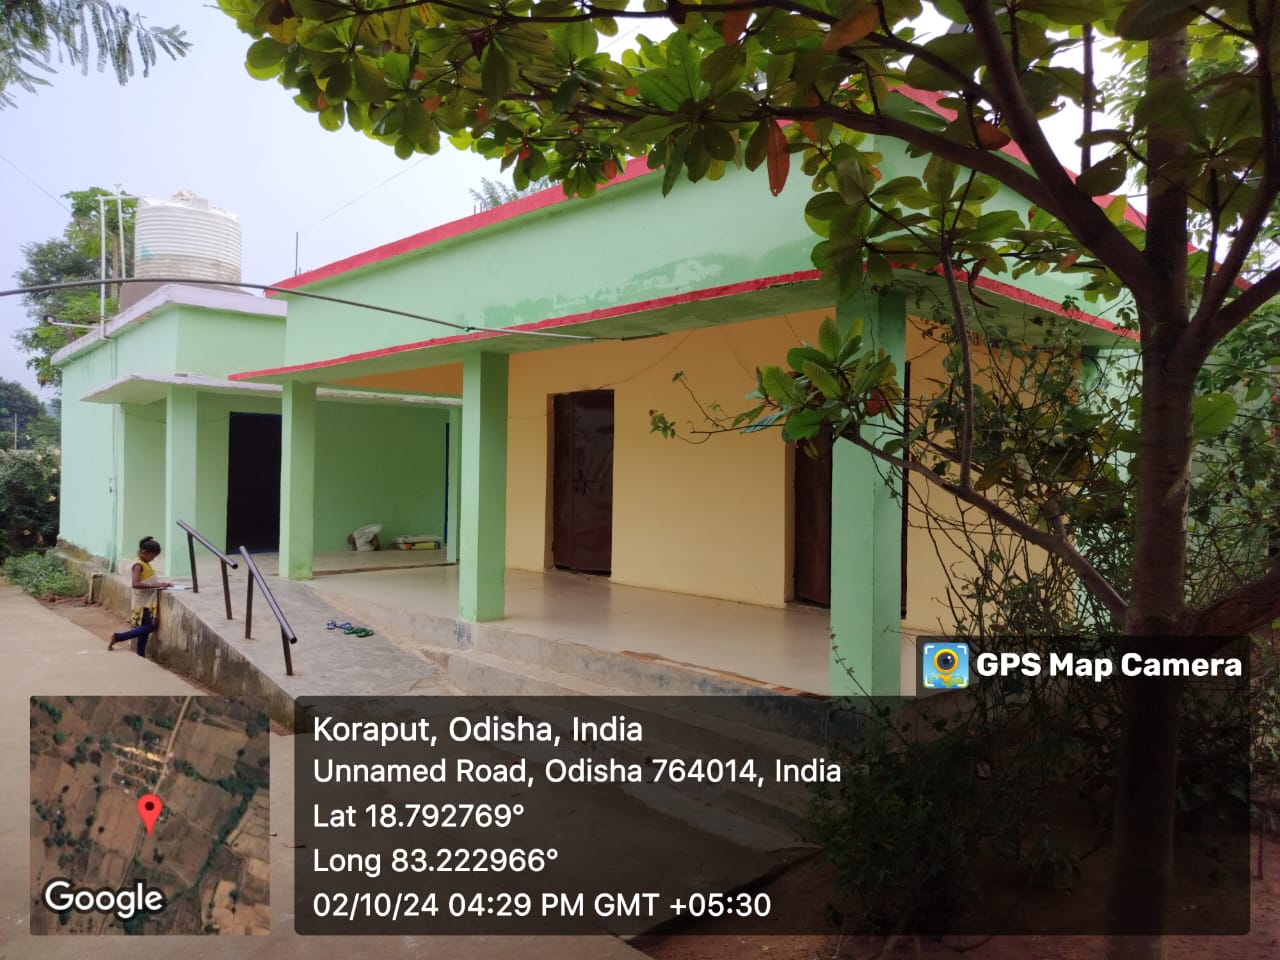 GPS Map Camera
Koraput, Odisha, India
Unnamed Road, Odisha 764014, India
Lat 18.792769°
Long 83.222966°
02/10/24 04:29 PM GMT +05:30
Google